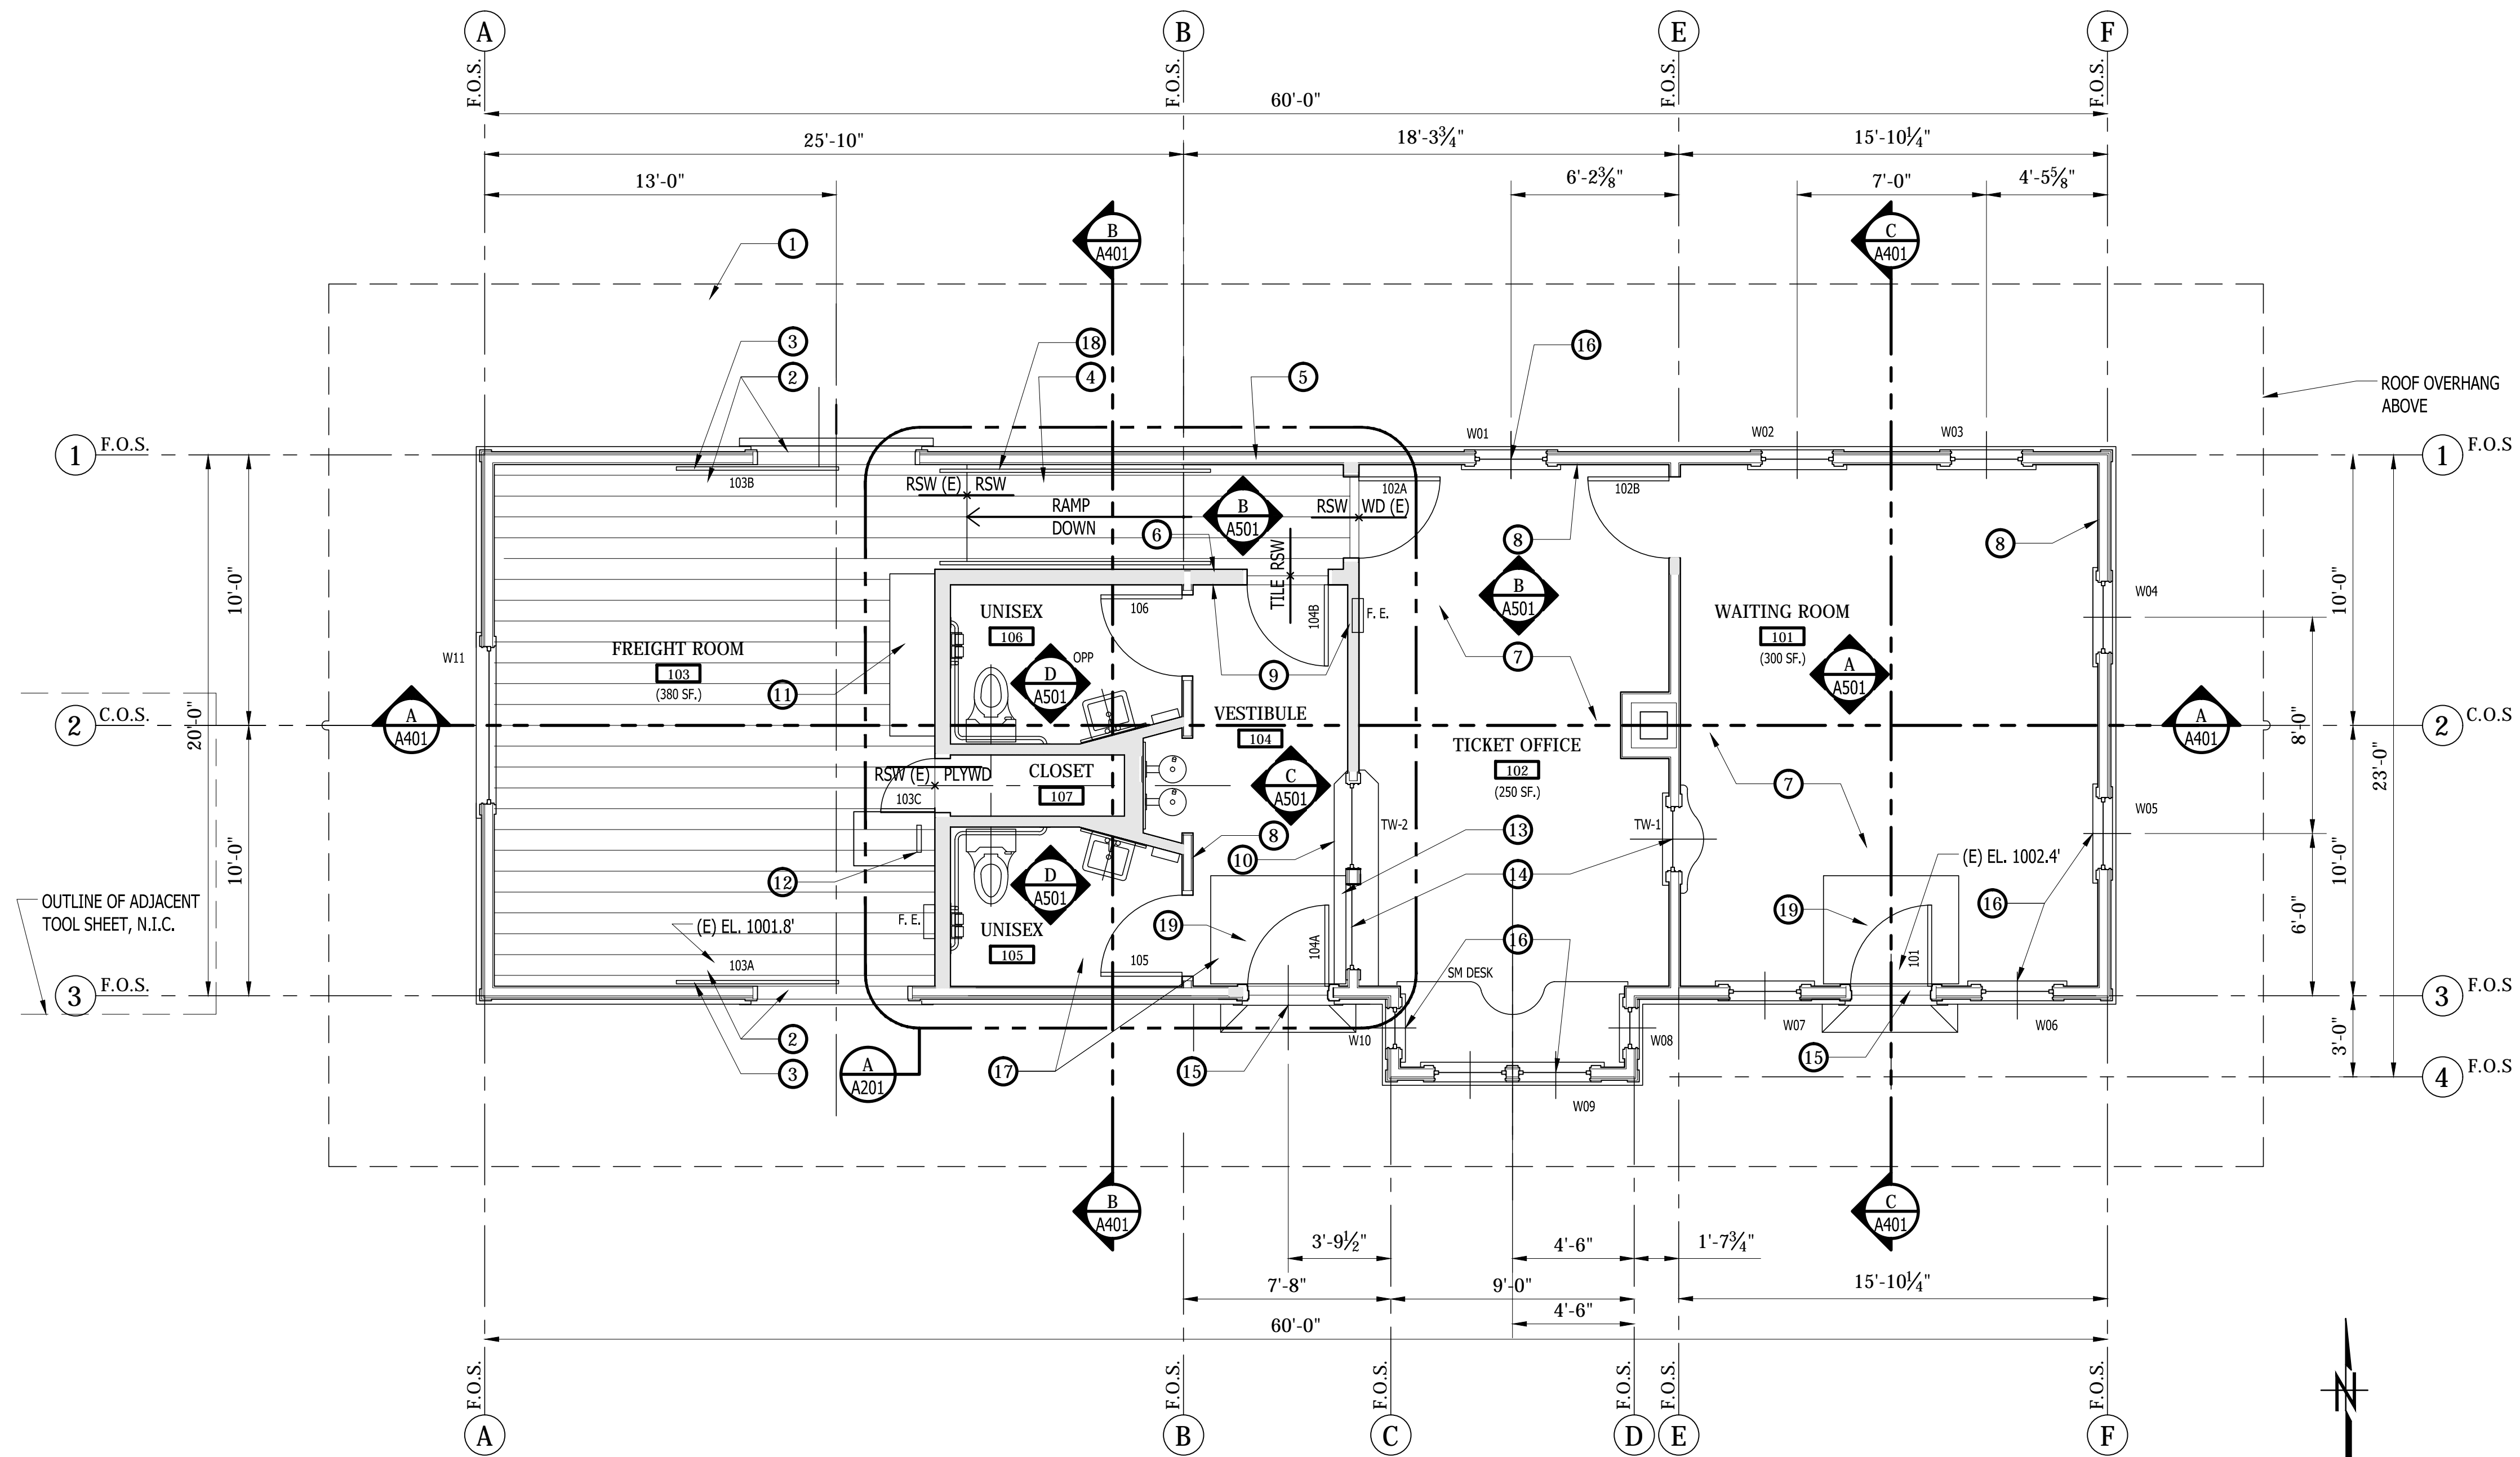 A
B
E
F
F.O.S.
F.O.S.
F.O.S.
F.O.S.
60'-0"
25'-10"
18'-3¾"
15'-10¼"
13'-0"
6'-2⅜"
7'-0"
4'-5⅝"
1
B
A401
C
A401
3
18
16
2
4
5
ROOF OVERHANG
ABOVE
1
F.O.S.
W01
W02
W03
1
F.O.S
103B
RSW (E)
RSW
102A
102B
RAMP
DOWN
B
A501
RSW
WD (E)
6
8
8
TILE
RSW
10'-0"
20'-0"
10'-0"
10'-0"
23'-0"
8'-0"
10'-0"
6'-0"
3'-0"
UNISEX
106
106
104B
F. E.
B
A501
WAITING ROOM
101
(300 SF.)
W04
FREIGHT ROOM
103
(380 SF.)
W11
11
OPP
D
A501
9
7
A
A501
2
C.O.S.
A
A401
VESTIBULE
104
TICKET OFFICE
102
(250 SF.)
A
A401
2
C.O.S
RSW (E)
PLYWD
CLOSET
107
103C
C
A501
7
TW-2
TW-1
W05
8
13
10
12
D
A501
14
(E) EL. 1002.4'
OUTLINE OF ADJACENT
TOOL SHEET, N.I.C.
F. E.
(E) EL. 1001.8'
UNISEX
105
19
19
16
16
104A
101
103A
105
SM DESK
3
F.O.S.
3
F.O.S
2
W10
W08
W07
W06
3
A
A201
17
15
15
4
F.O.S
W09
B
A401
C
A401
3'-9½"
4'-6"
1'-7¾"
7'-8"
9'-0"
15'-10¼"
4'-6"
60'-0"
F.O.S.
F.O.S.
F.O.S.
F.O.S.
F.O.S.
F.O.S.
N
A
B
C
D
E
F